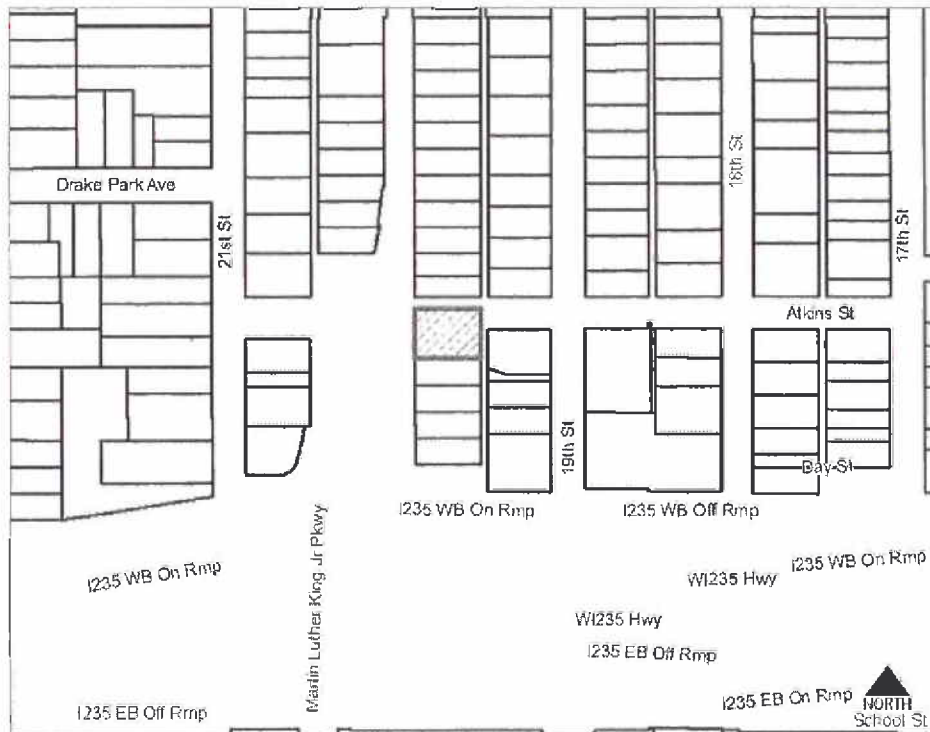 Drake Park Ave
21st St
16th St
17th St
Atkins St
19th St
Day St
I235 WB On Rmp
I235 WB Off Rmp
Martin Luther King Jr Pkwy
I235 WB On Rmp
WI235 Hwy
I235 WB On Rmp
WI235 Hwy
I235 EB Off Rmp
I235 EB Off Rmp
I235 EB On Rmp
NORTH
School St